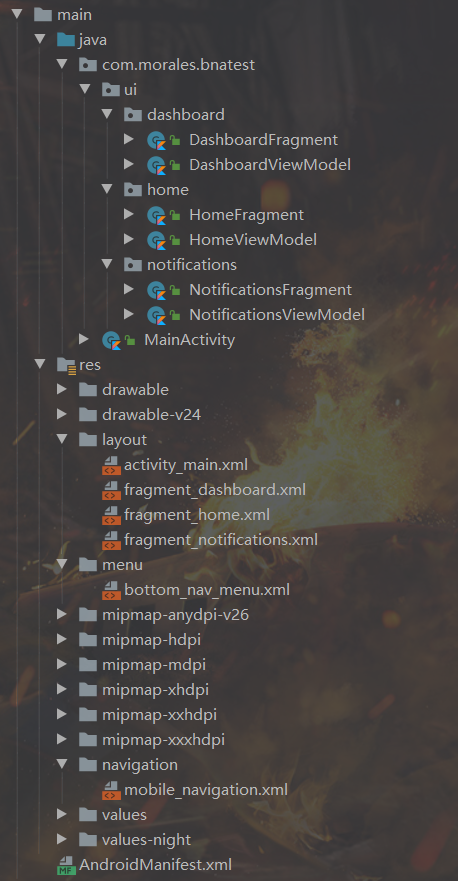 main
java
com.morales.bnatest
ui
dashboard
DashboardFragment
DashboardViewModel
home
HomeFragment
HomeViewModel
notifications
NotificationsFragment
NotificationsViewModel
MainActivity
res
drawable
drawable-v24
layout
activity_main.xml
fragment_dashboard.xml
fragment_home.xml
fragment_notifications.xml
menu
bottom_nav_menu.xml
mipmap-anydpi-v26
mipmap-hdpi
mipmap-mdpi
mipmap-xhdpi
mipmap-xxhdpi
mipmap-xxxhdpi
navigation
mobile_navigation.xml
values
values-night
AndroidManifest.xml